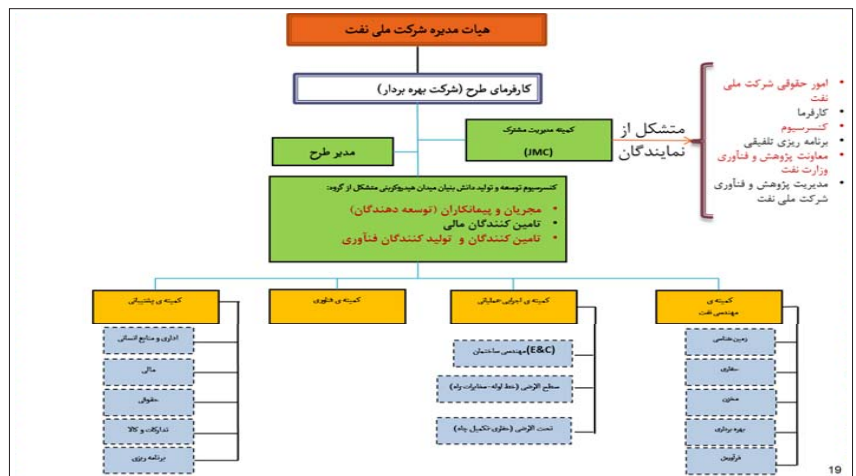 هیات مدیره شرکت ملی نفت
کارفرمای طرح (شرکت بهره بردار)
کمیته مدیریت مشترک
(JMC)
متشکل از
نمایندگان
امور حقوقی شرکت ملی
نفت
کارفرما
کنسرسیوم
برنامه ریزی تلفیقی
معاونت پژوهش و فنآوری
وزارت نفت
مدیریت پژوهش و فنآوری
شرکت ملی نفت
مدیر طرح
کنسرسیوم توسعه و تولید دانش بنیان میدان هیدروکربنی متشکل از گروه:
مجریان و پیمانکاران (توسعه دهندگان)
تامین کنندگان مالی
تامین کنندگان و تولید کنندگان فنآوری
کمیته ی
مهندسی نفت
زمین شناسی
حفاری
مخزن
بهره برداری
فرآورش
کمیته ی اجرایی-عملیاتی
مهندسی ساختمان(E&C)
سطح الارضی (خط لوله-مخابرات-راه)
تحت الارضی (حفاری-تکمیل چاه)
کمیته ی فناوری
کمیته ی پشتیبانی
اداری و منابع انسانی
مالی
حقوقی
تدارکات و کالا
برنامه ریزی
19